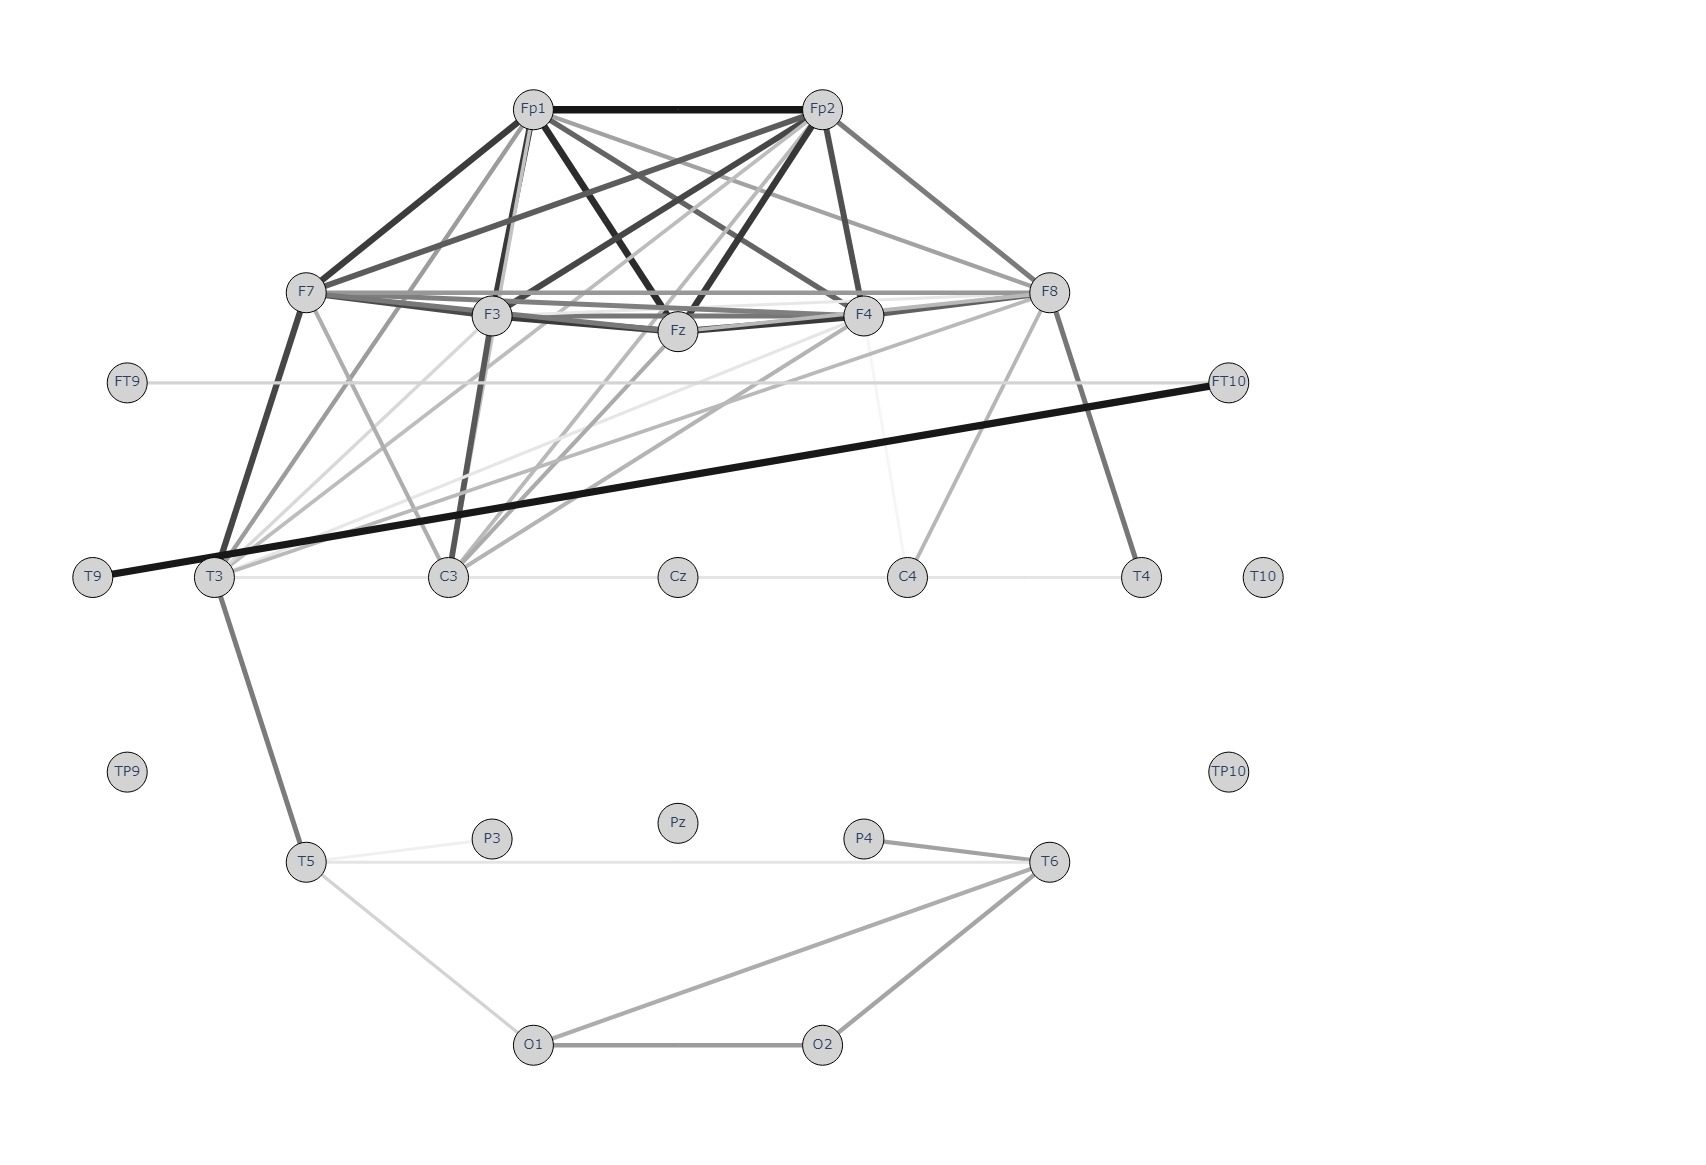 Fp1 Fp2
F7 F3 Fz F4 F8
FT9 FT10
T9 T3 C3 Cz C4 T4 T10
TP9 TP10
T5 P3 Pz P4 T6
O1 O2